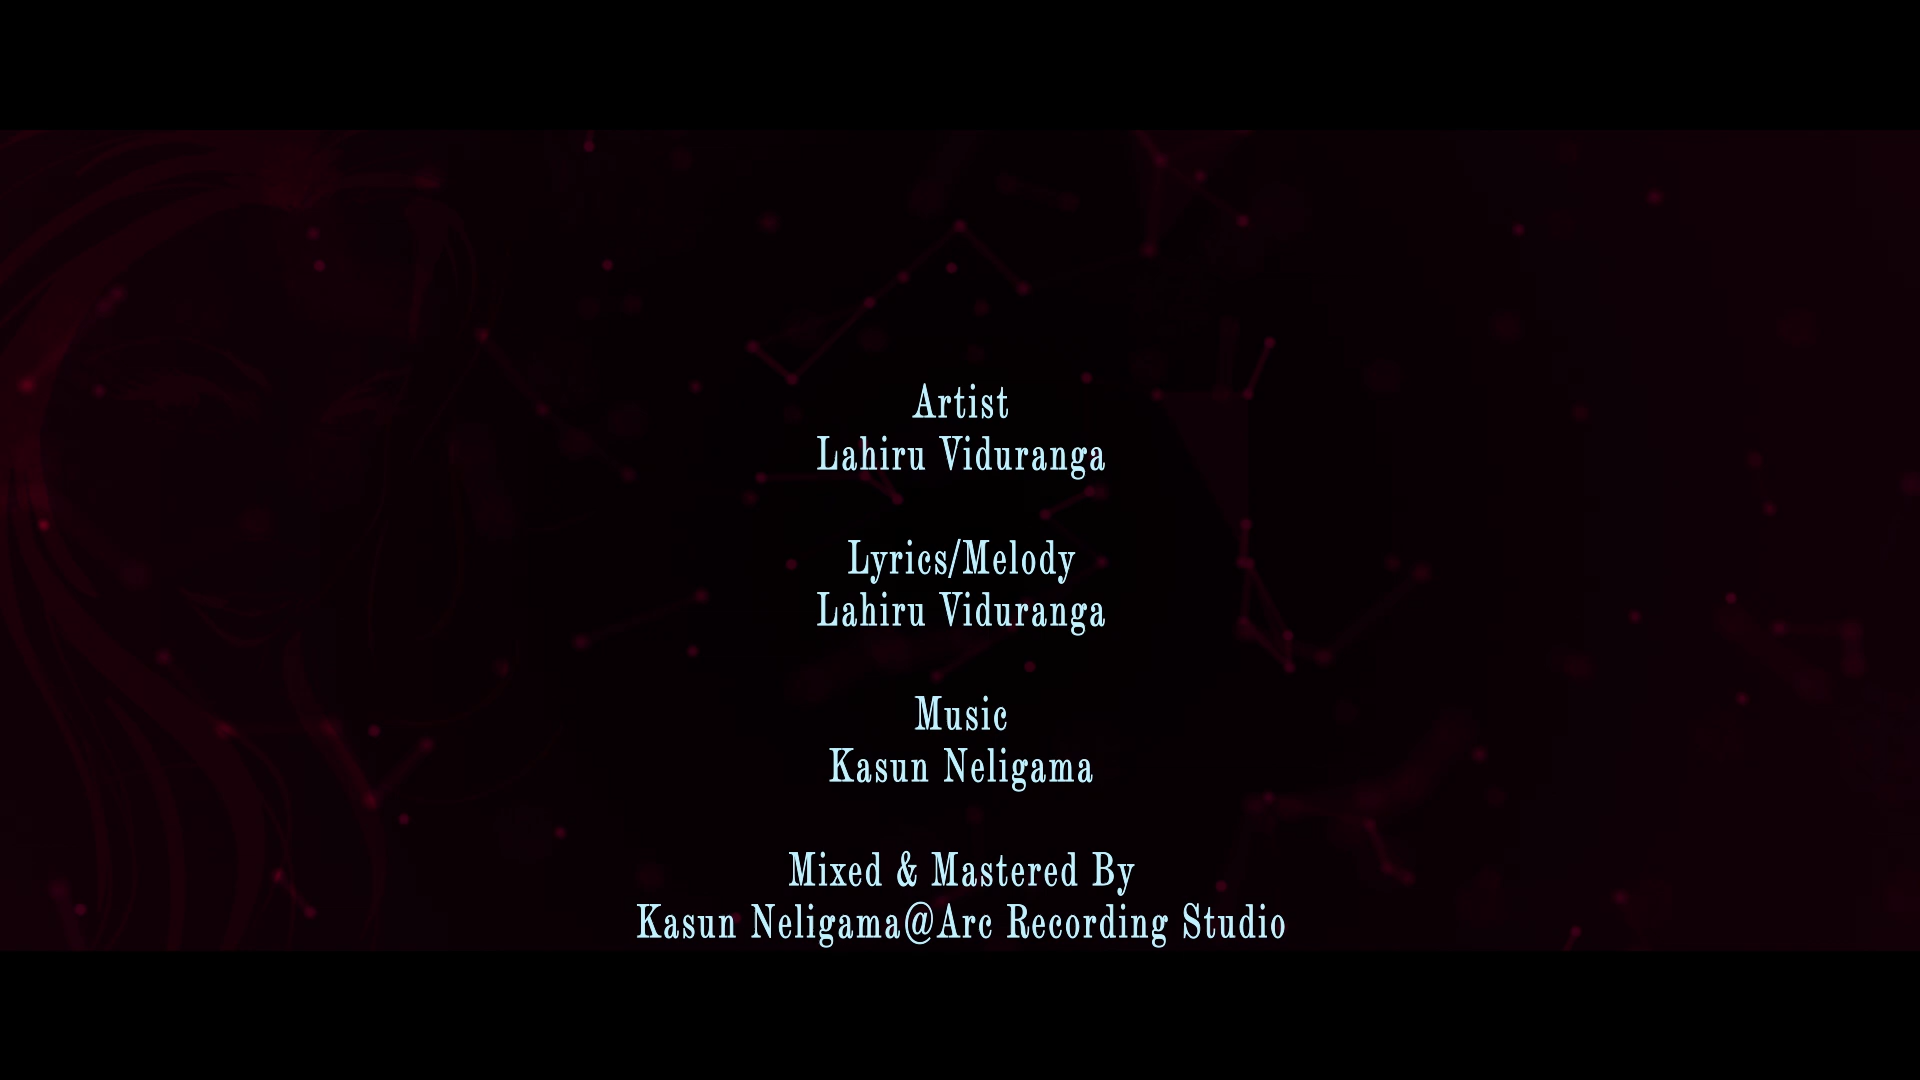 Artist
Lahiru Viduranga
Lyrics/Melody
Lahiru Viduranga
Music
Kasun Neligama
Mixed & Mastered By
Kasun Neligama@Arc Recording Studio